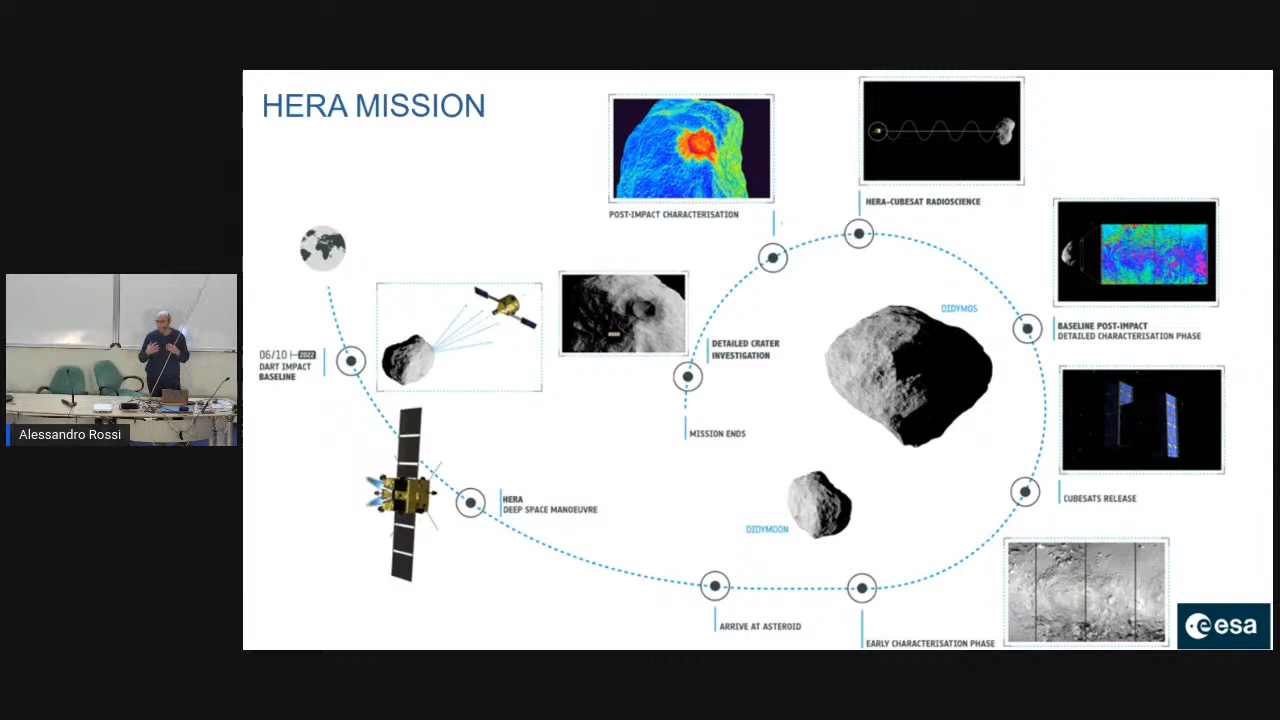 HERA MISSION
POST-IMPACT CHARACTERISATION
HERA-CUBESAT RADIOSCIENCE
06/10 2022
DART IMPACT
BASELINE
DETAILED CRATER
INVESTIGATION
DIDYMOS
BASELINE POST-IMPACT
DETAILED CHARACTERISATION PHASE
Alessandro Rossi
MISSION ENDS
HERA
DEEP SPACE MANOEUVRE
DIDYMOON
CUBESATS RELEASE
ARRIVE AT ASTEROID
EARLY CHARACTERISATION PHASE
esa